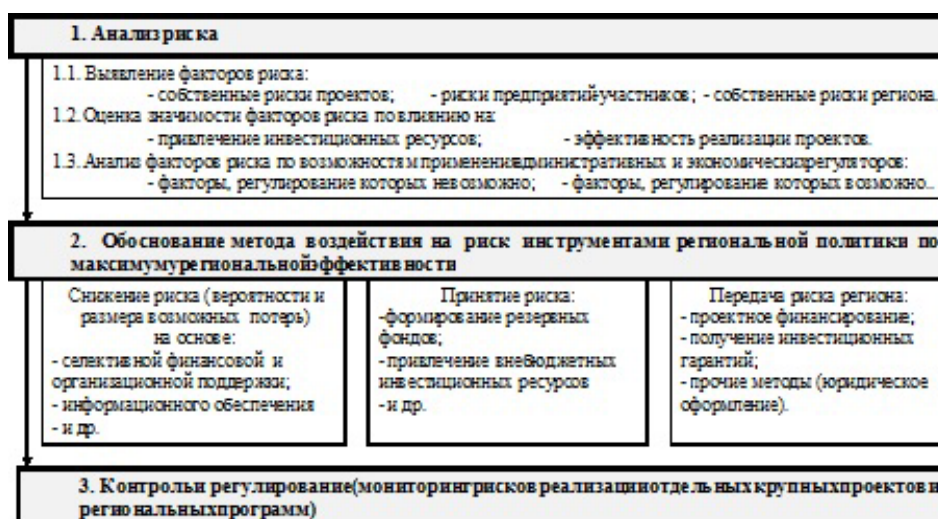 1. Анализ риска
1.1. Выявление факторов риска:
- собственные риски проектов; - риски предприятий-участников; - собственные риски региона.
1.2. Оценка значимости факторов риска по влиянию на:
- привлечение инвестиционных ресурсов; - эффективность реализации проектов.
1.3. Анализ факторов риска по возможностям применения административных и экономических регуляторов:
- факторы, регулирование которых невозможно; - факторы, регулирование которых возможно..
2. Обоснование метода воздействия на риск инструментами региональной политики по
максимуму региональной эффективности
Снижение риска (вероятности и
размера возможных потерь)
на основе:
- селективной финансовой и
организационной поддержки;
- информационного обеспечения
- и др.
Принятие риска:
-формирование резервных
фондов;
-привлечение внебюджетных
инвестиционных ресурсов
-и др.
Передача риска региона:
- проектное финансирование;
- получение инвестиционных
гарантий;
- прочие методы (юридическое
оформление).
3. Контроль и регулирование (мониторинг рисков реализации отдельных крупных проектов и
региональных программ)